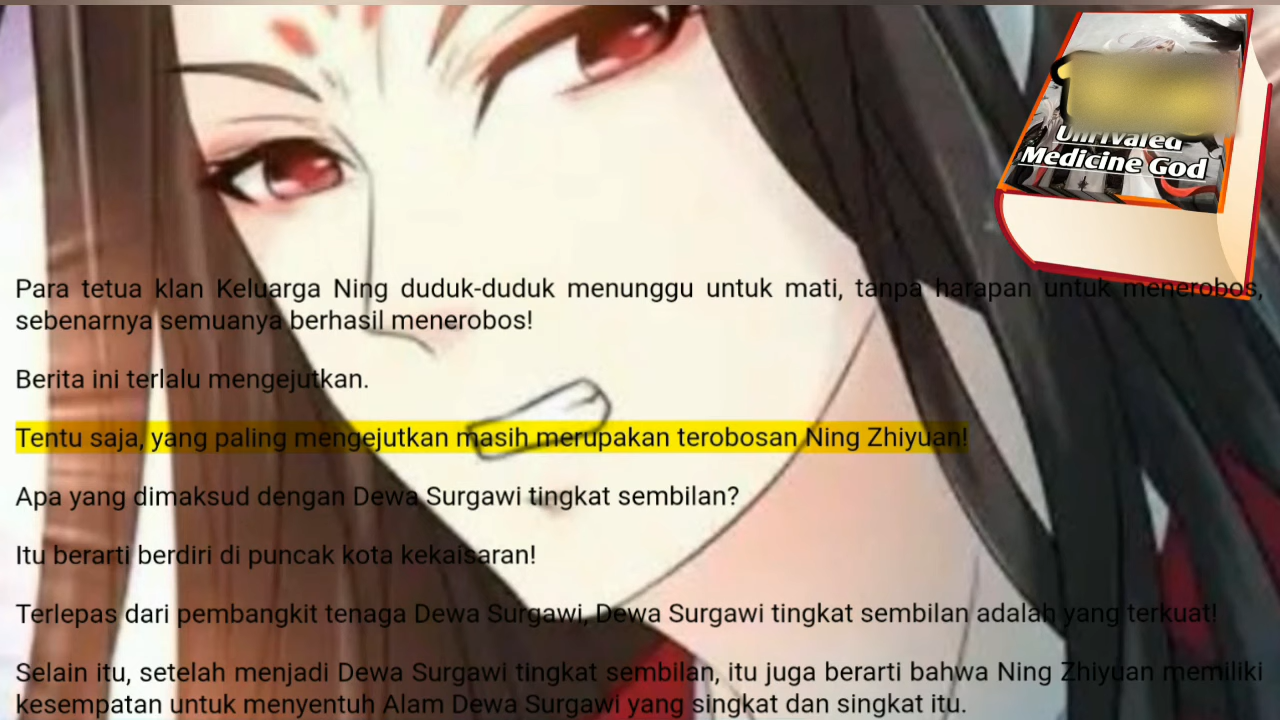 Unrivaled
Medicine God
Para tetua klan Keluarga Ning duduk-duduk menunggu untuk mati, tanpa harapan untuk menerobos,
sebenarnya semuanya berhasil menerobos!
Berita ini terlalu mengejutkan.
Tentu saja, yang paling mengejutkan masih merupakan terobosan Ning Zhiyuan!
Apa yang dimaksud dengan Dewa Surgawi tingkat sembilan?
Itu berarti berdiri di puncak kota kekaisaran!
Terlepas dari pembangkit tenaga Dewa Surgawi, Dewa Surgawi tingkat sembilan adalah yang terkuat!
Selain itu, setelah menjadi Dewa Surgawi tingkat sembilan, itu juga berarti bahwa Ning Zhiyuan memiliki
kesempatan untuk menyentuh Alam Dewa Surgawi yang singkat dan singkat itu.